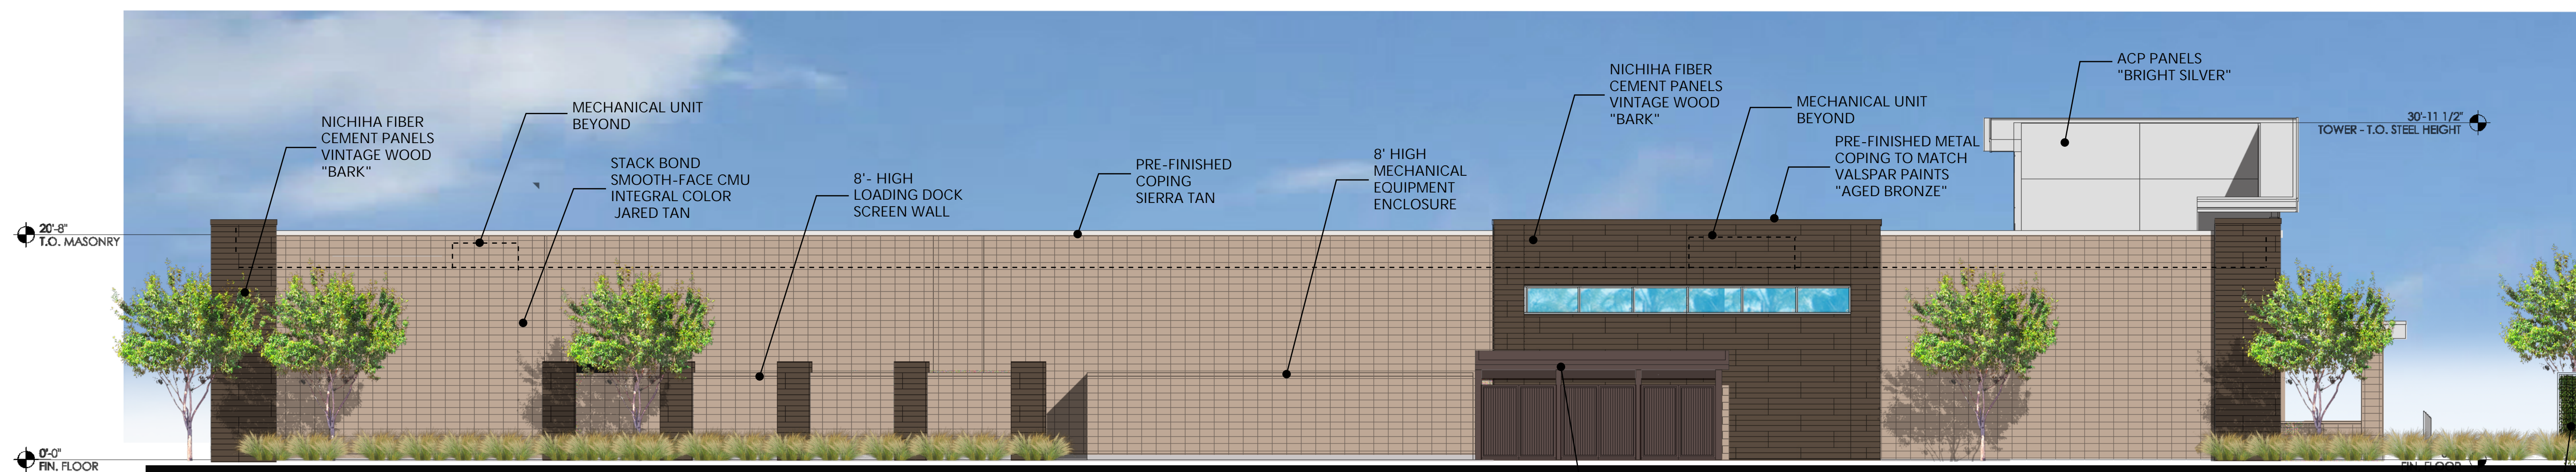 NICHIHA FIBER
CEMENT PANELS
VINTAGE WOOD
"BARK"
MECHANICAL UNIT
BEYOND
STACK BOND
SMOOTH-FACE CMU
INTEGRAL COLOR
JARED TAN
8'- HIGH
LOADING DOCK
SCREEN WALL
PRE-FINISHED
COPING
SIERRA TAN
8' HIGH
MECHANICAL
EQUIPMENT
ENCLOSURE
NICHIHA FIBER
CEMENT PANELS
VINTAGE WOOD
"BARK"
MECHANICAL UNIT
BEYOND
PRE-FINISHED METAL
COPING TO MATCH
VALSPAR PAINTS
"AGED BRONZE"
ACP PANELS
"BRIGHT SILVER"
30'-11 1/2"
TOWER - T.O. STEEL HEIGHT
20'-8"
T.O. MASONRY
0'-0"
FIN. FLOOR
FIN. FLOOR